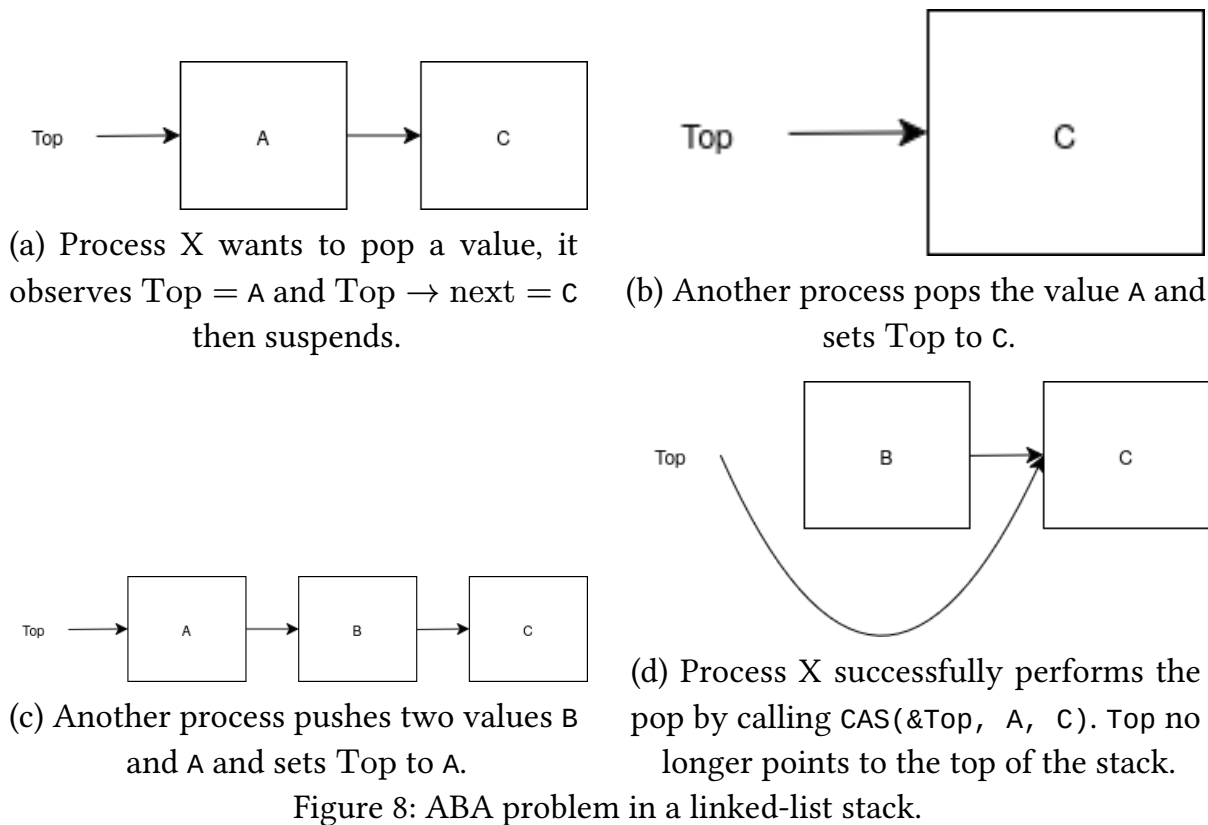 Top
A
C
(a) Process X wants to pop a value, it
observes Top = A and Top → next = C
then suspends.
Top
C
(b) Another process pops the value A and
sets Top to C.
Top
A
B
C
(c) Another process pushes two values B
and A and sets Top to A.
Top
B
C
(d) Process X successfully performs the
pop by calling CAS(&Top, A, C). Top no
longer points to the top of the stack.
Figure 8: ABA problem in a linked-list stack.